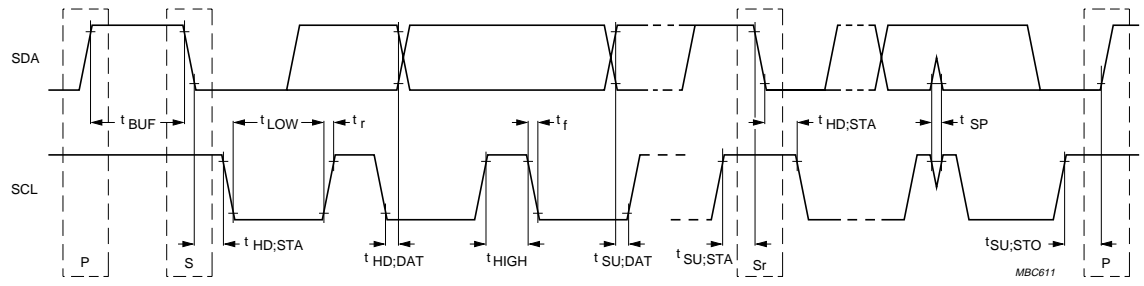 SDA
t BUF
t LOW
t r
t f
t HD;STA
t SP
SCL
t HD;STA
t HD;DAT
t HIGH
t SU;DAT
t SU;STA
t SU;STO
P
S
Sr
P
MBC611